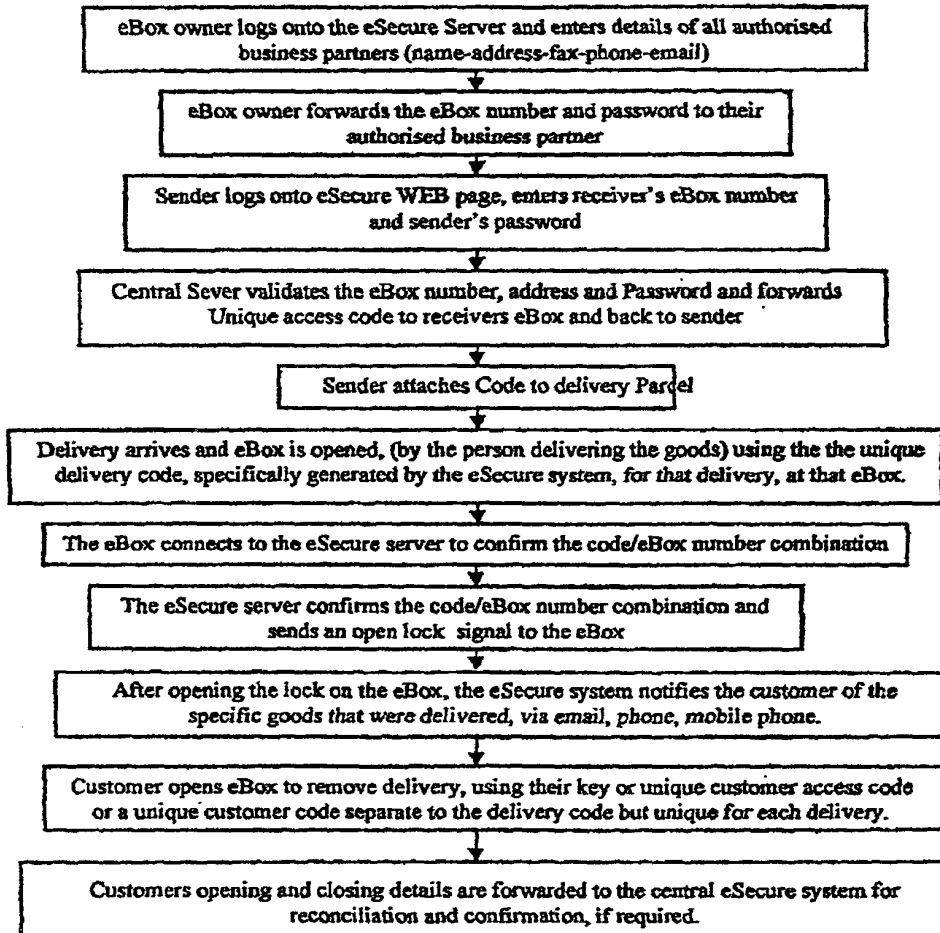 eBox owner logs onto the eSecure Server and enters details of all authorised
business partners (name-address-fax-phone-email)
eBox owner forwards the eBox number and password to their
authorised business partner
Sender logs onto eSecure WEB page, enters receiver's eBox number
and sender's password
Central Sever validates the eBox number, address and Password and forwards
Unique access code to receivers eBox and back to sender
Sender attaches Code to delivery Parcel
Delivery arrives and eBox is opened, (by the person delivering the goods) using the the unique
delivery code, specifically generated by the eSecure system, for that delivery, at that eBox.
The eBox connects to the eSecure server to confirm the code/eBox number combination
The eSecure server confirms the code/eBox number combination and
sends an open lock signal to the eBox
After opening the lock on the eBox, the eSecure system notifies the customer of the
specific goods that were delivered, via email, phone, mobile phone.
Customer opens eBox to remove delivery, using their key or unique customer access code
or a unique customer code separate to the delivery code but unique for each delivery.
Customers opening and closing details are forwarded to the central eSecure system for
reconciliation and confirmation, if required.